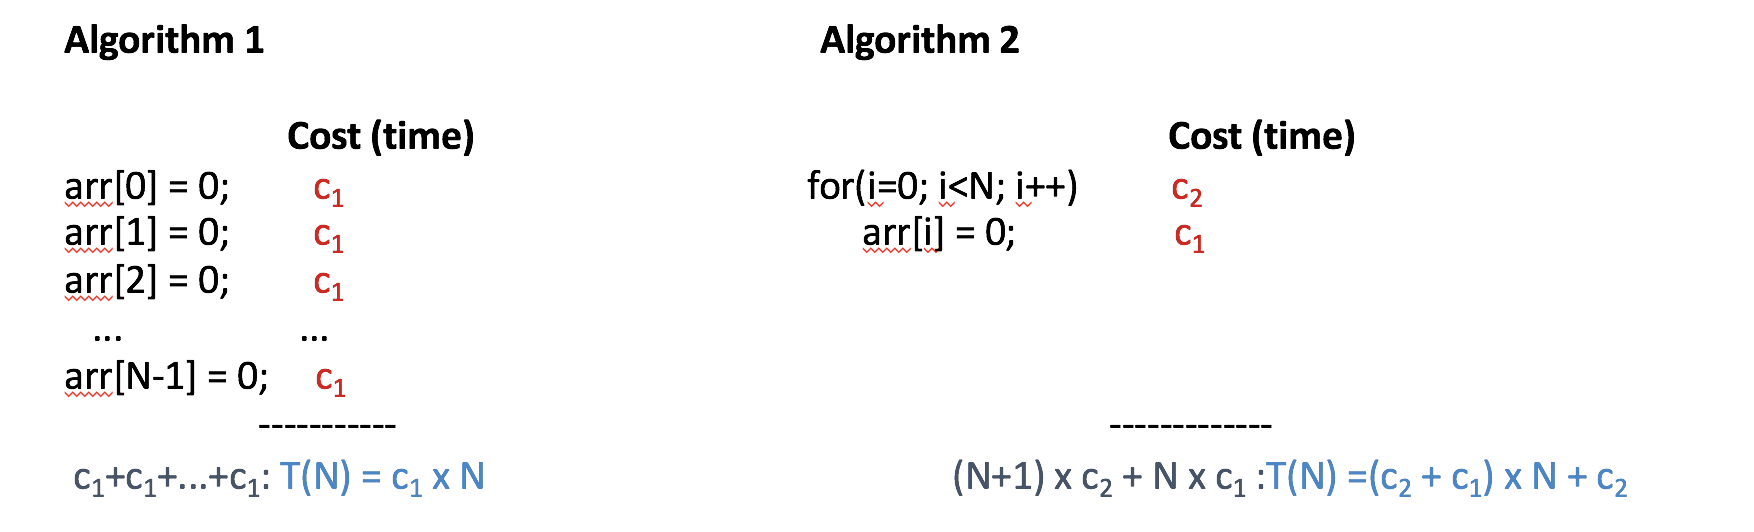 Algorithm 1
Cost (time)
arr[0] = 0; c₁
arr[1] = 0; c₁
arr[2] = 0; c₁
... ...
arr[N-1] = 0; c₁
-----------
c₁+c₁+...+c₁: T(N) = c₁ x N
Algorithm 2
Cost (time)
for(i=0; i<N; i++) c₂
arr[i] = 0; c₁
-------------
(N+1) x c₂ + N x c₁ :T(N) =(c₂ + c₁) x N + c₂